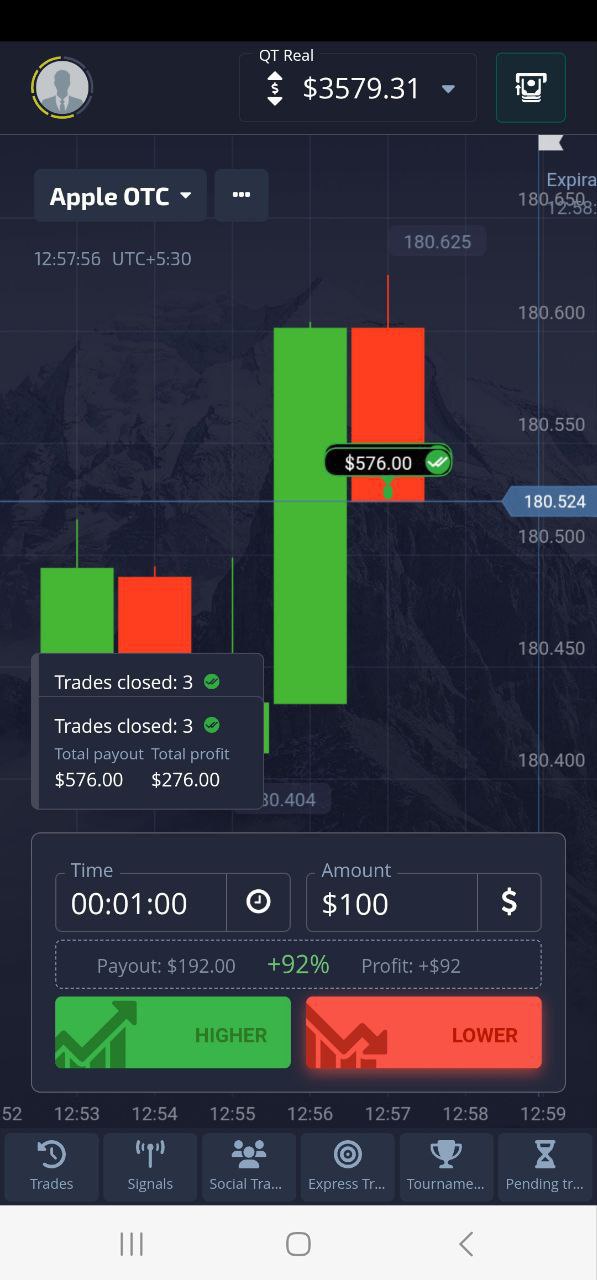 QT Real
$3579.31
Apple OTC
Expira
180.650
12:58:
12:57:56 UTC+5:30
180.625
180.600
180.550
$576.00
180.524
180.500
180.450
Trades closed: 3
Trades closed: 3
Total payout Total profit
$576.00 $276.00
180.400
30.404
Time
00:01:00
Amount
$100
$
Payout: $192.00 +92% Profit: +$92
HIGHER
LOWER
52 12:53 12:54 12:55 12:56 12:57 12:58 12:59
Trades Signals Social Tra... Express Tr... Tourname... Pending tr...